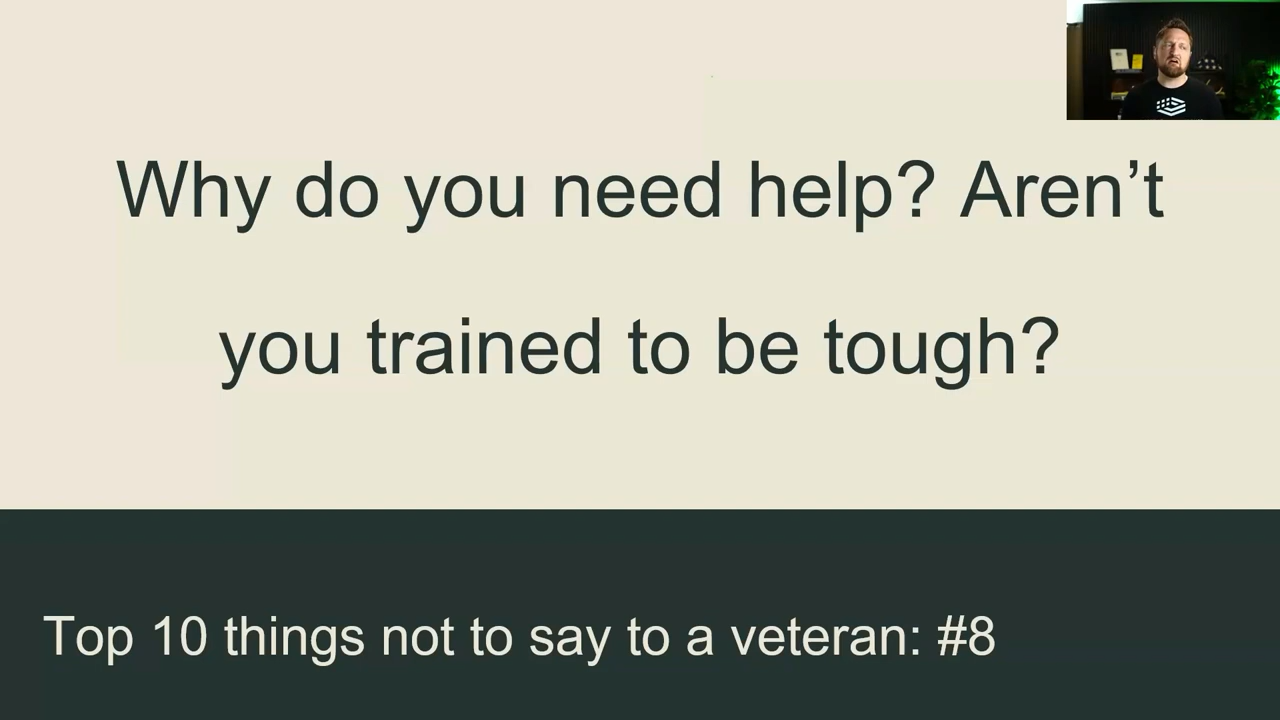 Why do you need help? Aren’t
you trained to be tough?
Top 10 things not to say to a veteran: #8